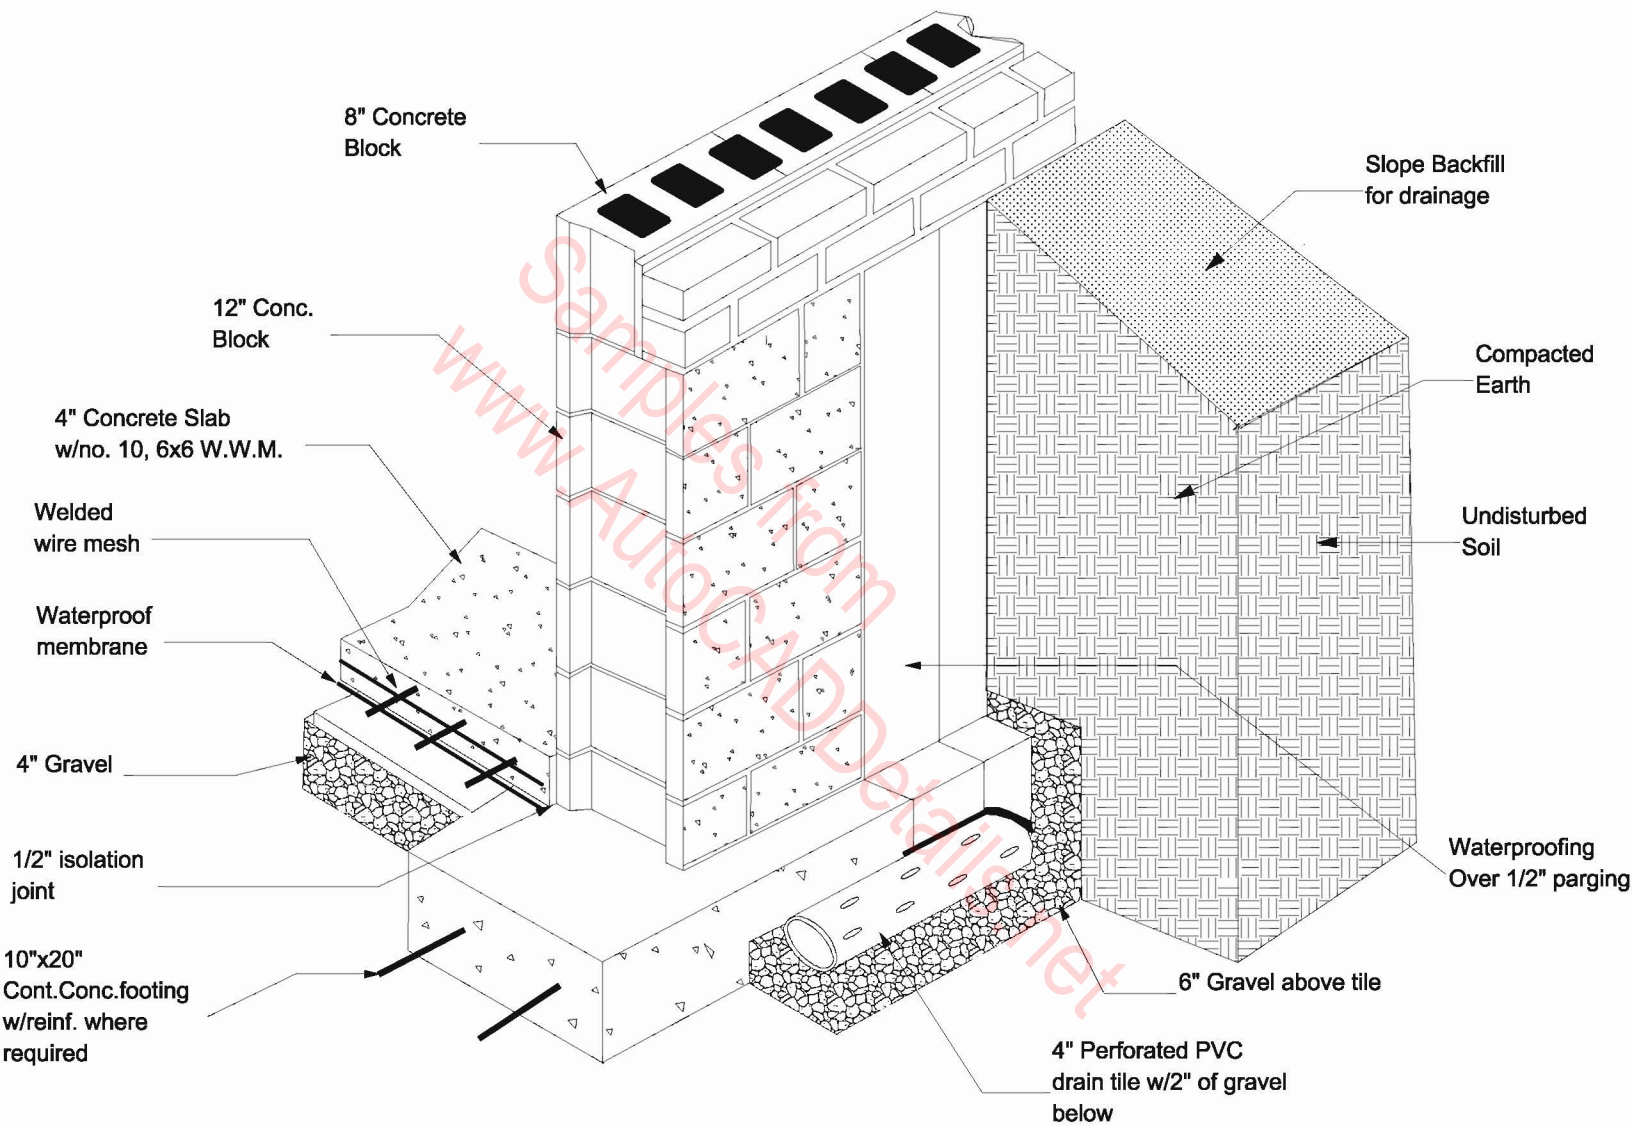 8" Concrete
Block
12" Conc.
Block
4" Concrete Slab
w/no. 10, 6x6 W.W.M.
Welded
wire mesh
Waterproof
membrane
4" Gravel
1/2" isolation
joint
10"x20"
Cont.Conc.footing
w/reinf. where
required
Slope Backfill
for drainage
Compacted
Earth
Undisturbed
Soil
Waterproofing
Over 1/2" parging
6" Gravel above tile
4" Perforated PVC
drain tile w/2" of gravel
below
Samples from
www.AutoCADDetails.net